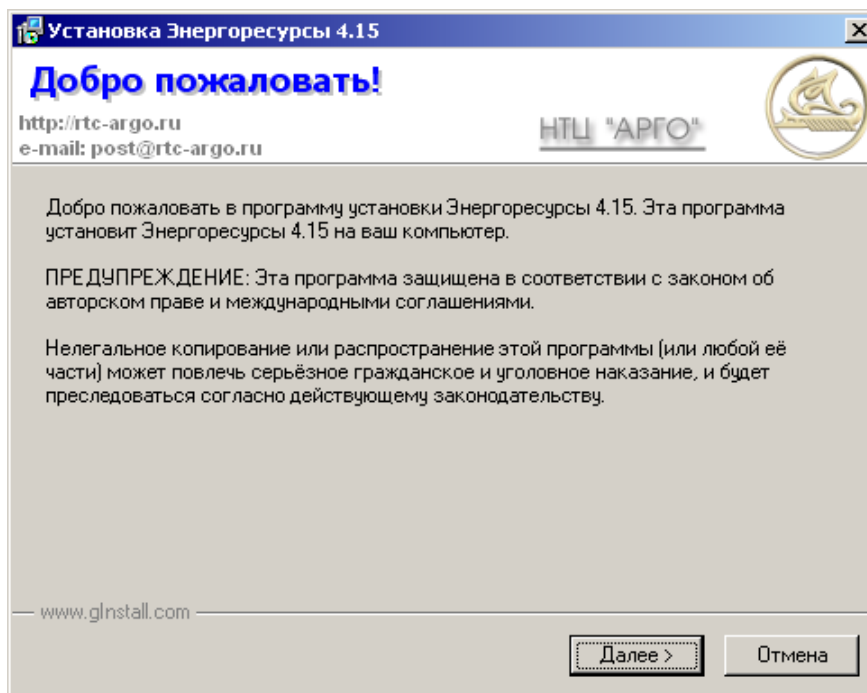 Установка Энергоресурсы 4.15
Добро пожаловать!
http://rtc-argo.ru
e-mail: post@rtc-argo.ru
НТЦ "АРГО"
Добро пожаловать в программу установки Энергоресурсы 4.15. Эта программа
установит Энергоресурсы 4.15 на ваш компьютер.
ПРЕДУПРЕЖДЕНИЕ: Эта программа защищена в соответствии с законом об
авторском праве и международными соглашениями.
Нелегальное копирование или распространение этой программы (или любой её
части) может повлечь серьёзное гражданское и уголовное наказание, и будет
преследоваться согласно действующему законодательству.
www.gInstall.com
Далее >
Отмена